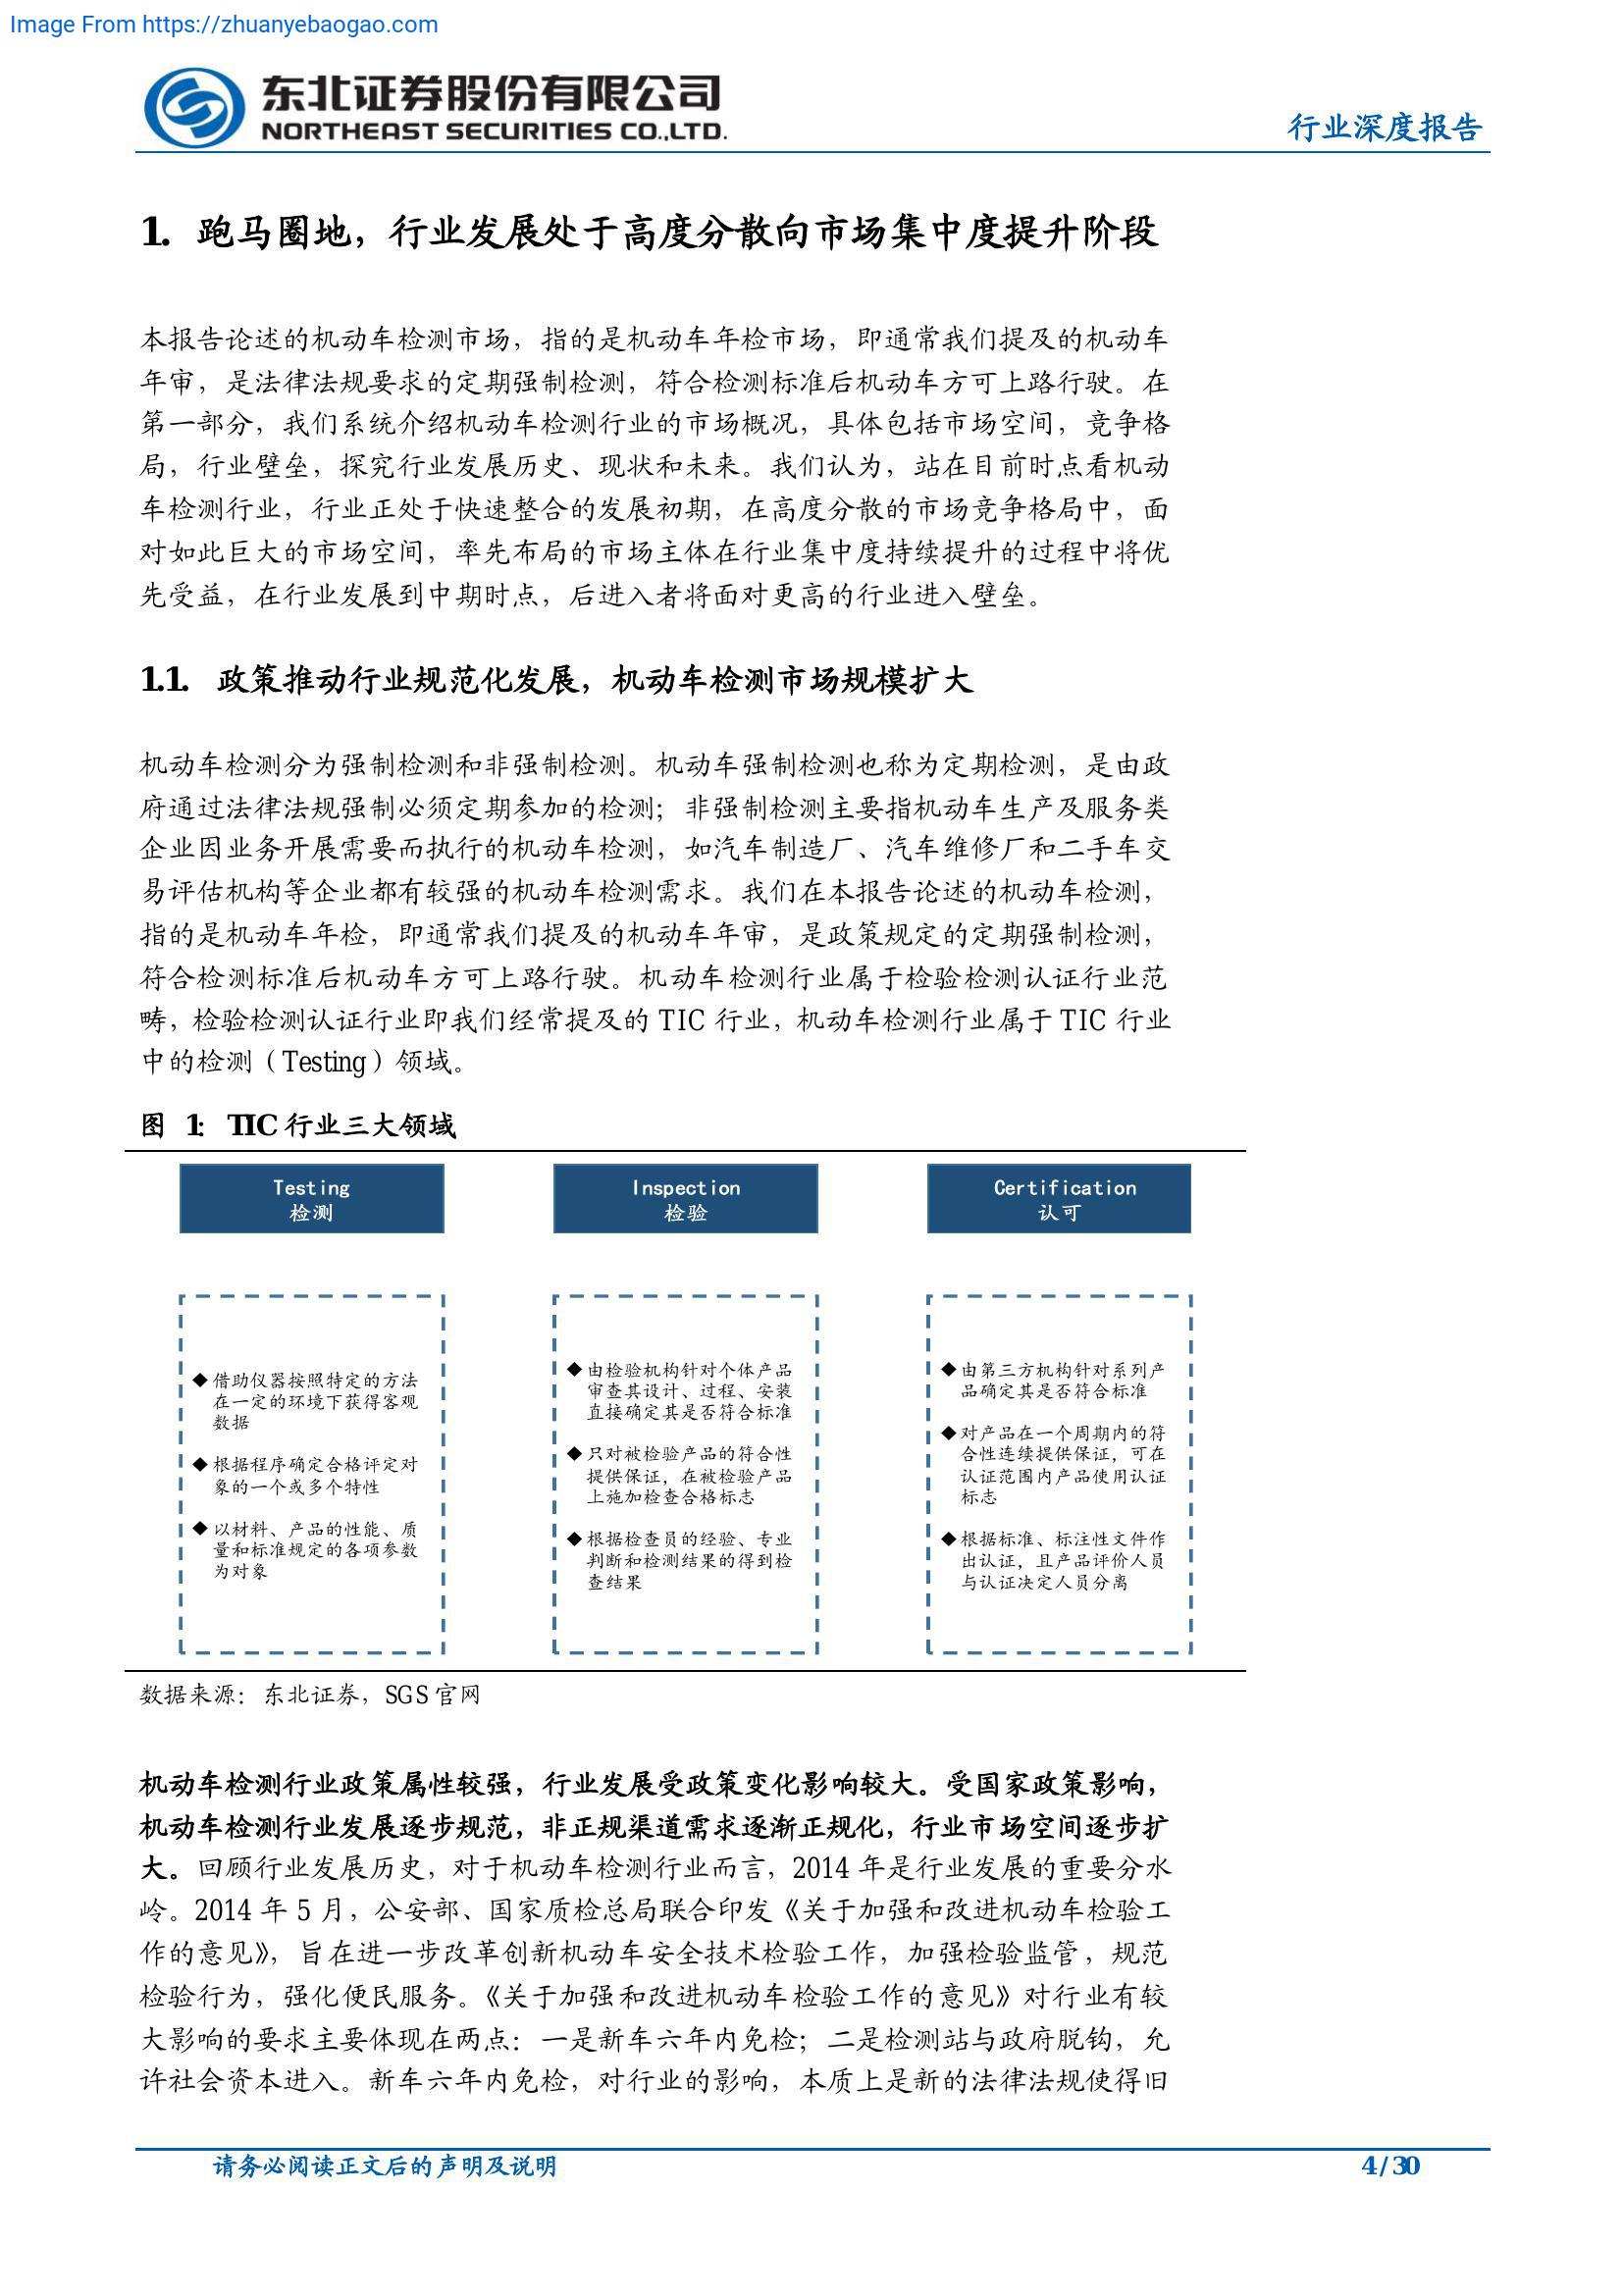 Image From https://zhuanyebaogao.com
东北证券股份有限公司
NORTHEAST SECURITIES CO.,LTD.
行业深度报告
1. 跑马圈地，行业发展处于高度分散向市场集中度提升阶段
本报告论述的机动车检测市场，指的是机动车年检市场，即通常我们提及的机动车
年审，是法律法规要求的定期强制检测，符合检测标准后机动车方可上路行驶。在
第一部分，我们系统介绍机动车检测行业的市场概况，具体包括市场空间，竞争格
局，行业壁垒，探究行业发展历史、现状和未来。我们认为，站在目前时点看机动
车检测行业，行业正处于快速整合的发展初期，在高度分散的市场竞争格局中，面
对如此巨大的市场空间，率先布局的市场主体在行业集中度持续提升的过程中将优
先受益，在行业发展到中期时点，后进入者将面对更高的行业进入壁垒。
1.1. 政策推动行业规范化发展，机动车检测市场规模扩大
机动车检测分为强制检测和非强制检测。机动车强制检测也称为定期检测，是由政
府通过法律法规强制必须定期参加的检测；非强制检测主要指机动车生产及服务类
企业因业务开展需要而执行的机动车检测，如汽车制造厂、汽车维修厂和二手车交
易评估机构等企业都有较强的机动车检测需求。我们在本报告论述的机动车检测，
指的是机动车年检，即通常我们提及的机动车年审，是政策规定的定期强制检测，
符合检测标准后机动车方可上路行驶。机动车检测行业属于检验检测认证行业范
畴，检验检测认证行业即我们经常提及的 TIC 行业，机动车检测行业属于 TIC 行业
中的检测（Testing）领域。
图 1：TIC 行业三大领域
Testing
检测
Inspection
检验
Certification
认可
◆ 借助仪器按照特定的方法
在一定的环境下获得客观
数据
◆ 根据程序确定合格评定对
象的一个或多个特性
◆ 以材料、产品的性能、质
量和标准规定的各项参数
为对象
◆ 由检验机构针对个体产品
审查其设计、过程、安装
直接确定其是否符合标准
◆ 只对被检验产品的符合性
提供保证，在被检验产品
上施加检查合格标志
◆ 根据检查员的经验、专业
判断和检测结果的得到检
查结果
◆ 由第三方机构针对系列产
品确定其是否符合标准
◆ 对产品在一个周期内的符
合性连续提供保证，可在
认证范围内产品使用认证
标志
◆ 根据标准、标注性文件作
出认证，且产品评价人员
与认证决定人员分离
数据来源：东北证券，SGS 官网
机动车检测行业政策属性较强，行业发展受政策变化影响较大。受国家政策影响，
机动车检测行业发展逐步规范，非正规渠道需求逐渐正规化，行业市场空间逐步扩
大。回顾行业发展历史，对于机动车检测行业而言，2014 年是行业发展的重要分水
岭。2014 年 5 月，公安部、国家质检总局联合印发《关于加强和改进机动车检验工
作的意见》，旨在进一步改革创新机动车安全技术检验工作，加强检验监管，规范
检验行为，强化便民服务。《关于加强和改进机动车检验工作的意见》对行业有较
大影响的要求主要体现在两点：一是新车六年内免检；二是检测站与政府脱钩，允
许社会资本进入。新车六年内免检，对行业的影响，本质上是新的法律法规使得旧
请务必阅读正文后的声明及说明
4 / 30